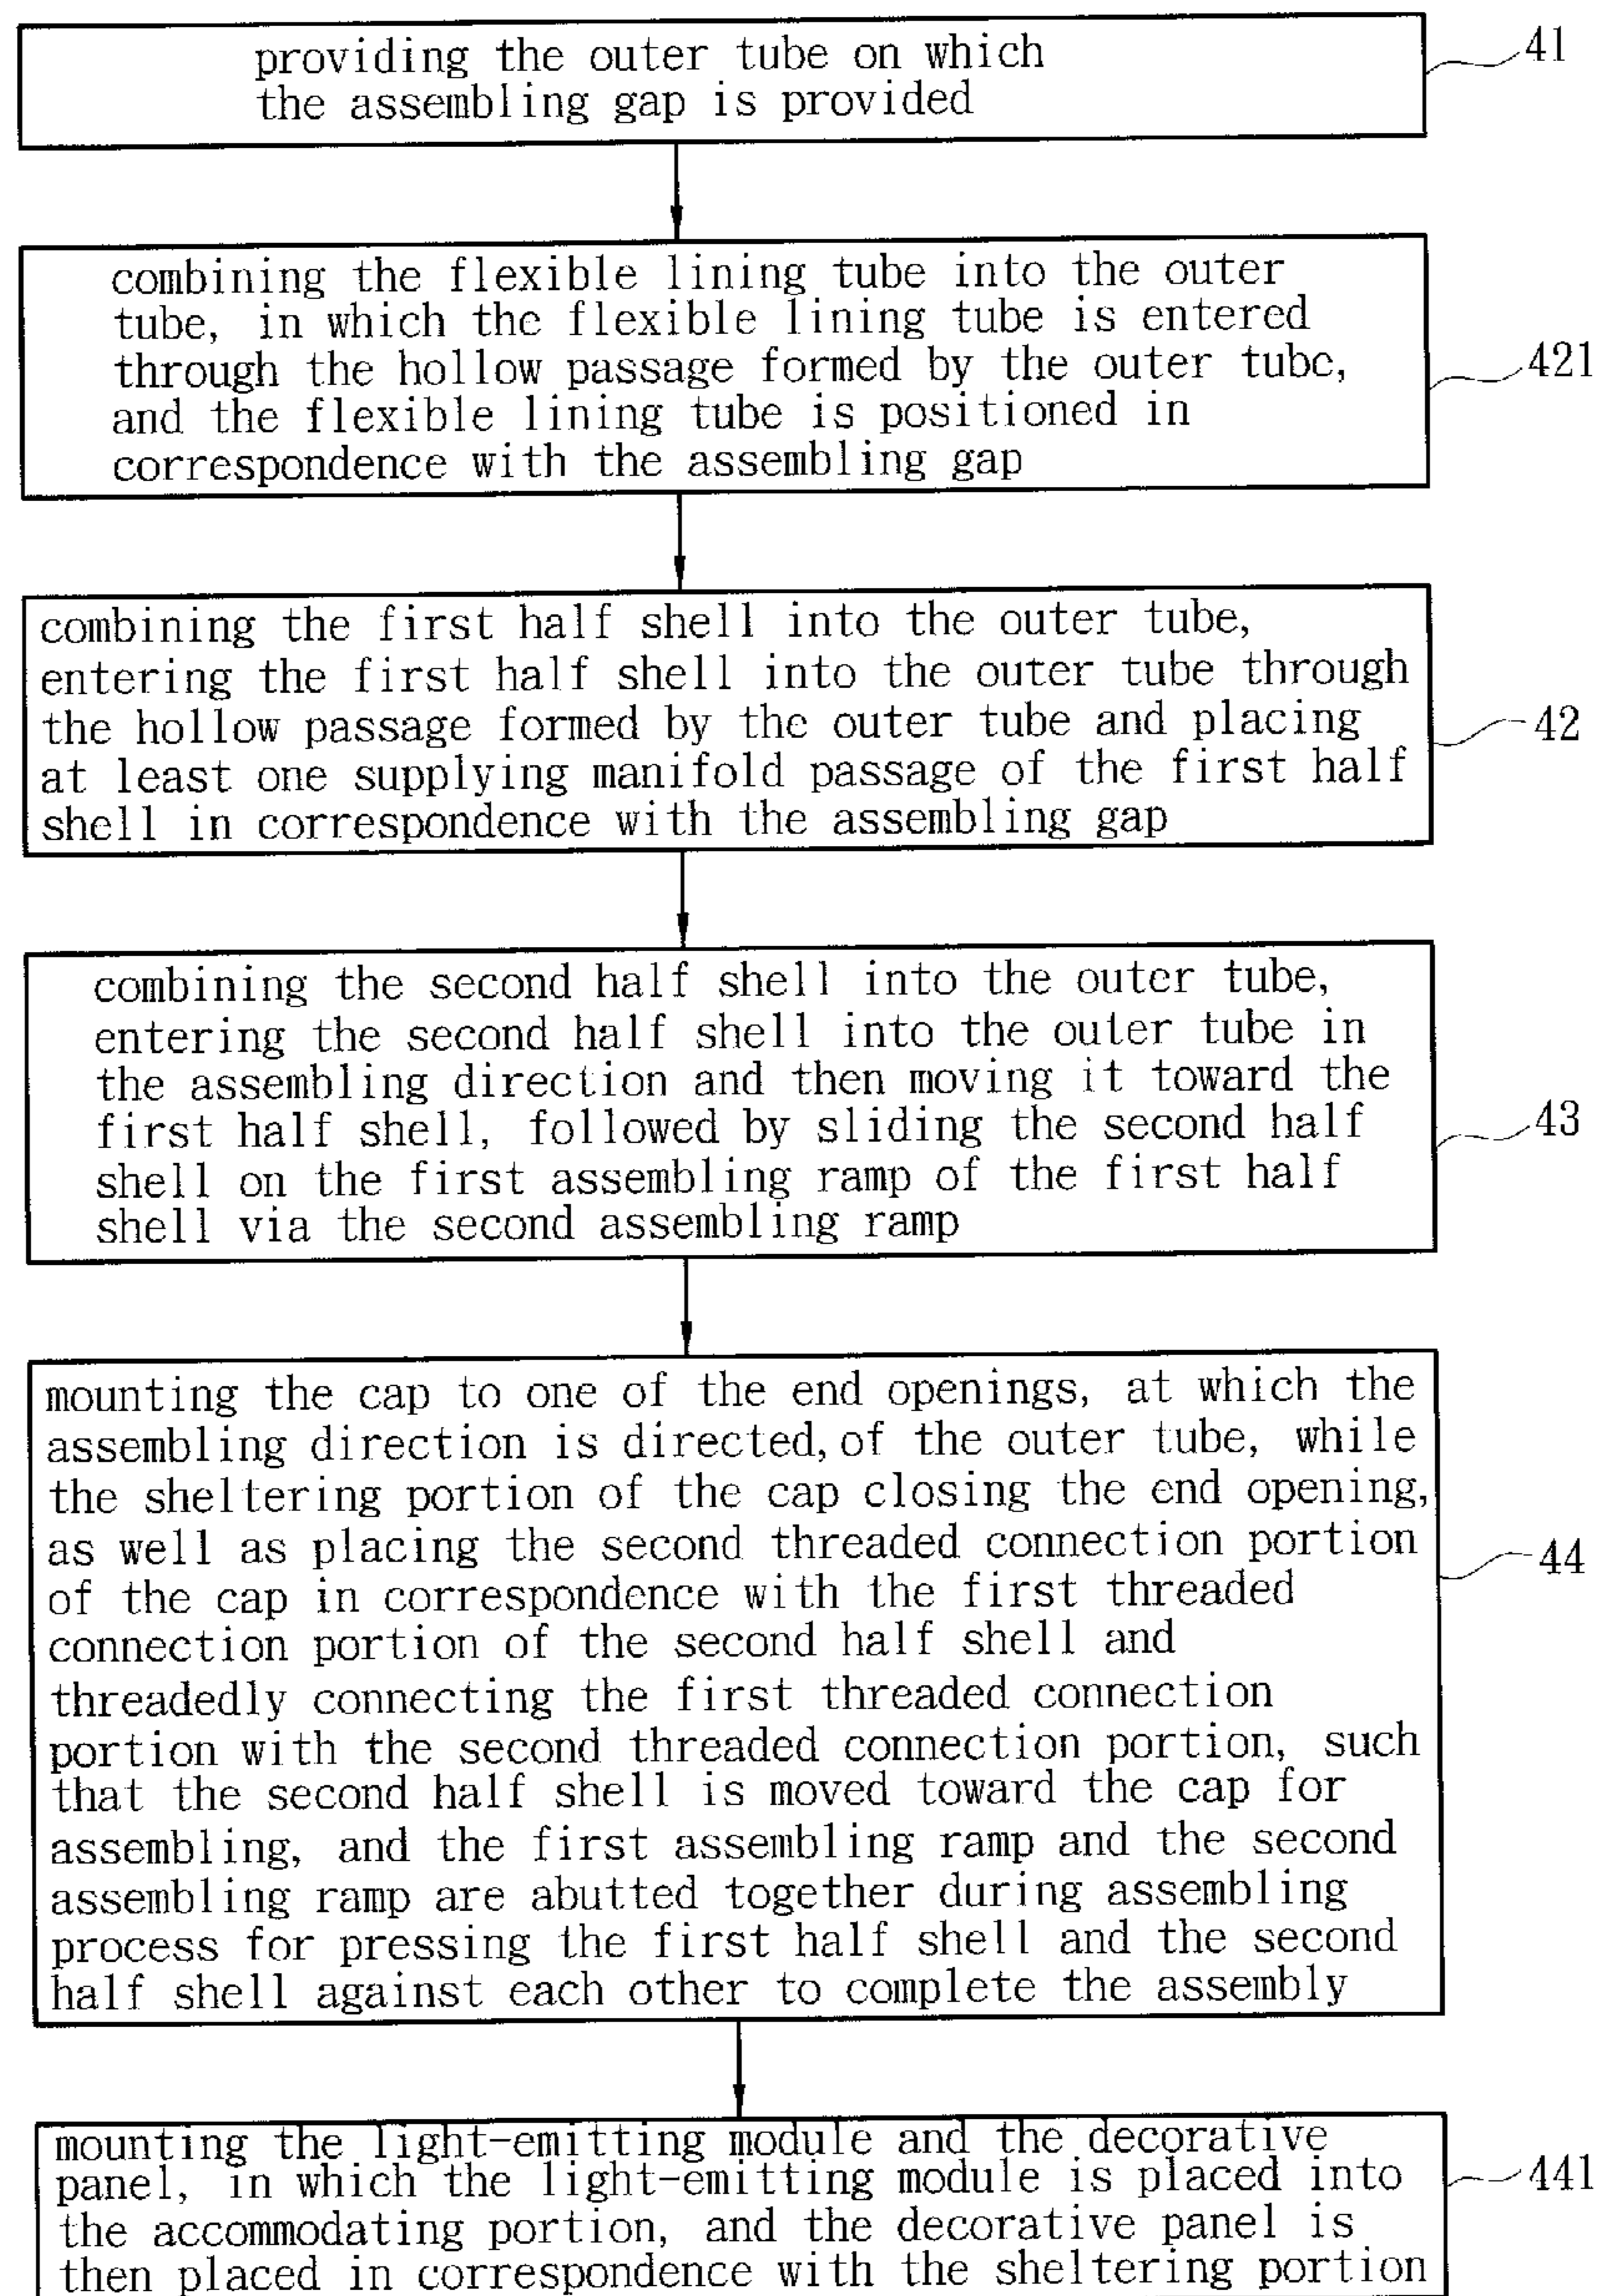 providing the outer tube on which
the assembling gap is provided
41
combining the flexible lining tube into the outer
tube, in which the flexible lining tube is entered
through the hollow passage formed by the outer tube,
and the flexible lining tube is positioned in
correspondence with the assembling gap
421
combining the first half shell into the outer tube,
entering the first half shell into the outer tube through
the hollow passage formed by the outer tube and placing
at least one supplying manifold passage of the first half
shell in correspondence with the assembling gap
42
combining the second half shell into the outer tube,
entering the second half shell into the outer tube in
the assembling direction and then moving it toward the
first half shell, followed by sliding the second half
shell on the first assembling ramp of the first half
shell via the second assembling ramp
43
mounting the cap to one of the end openings, at which the
assembling direction is directed, of the outer tube, while
the sheltering portion of the cap closing the end opening,
as well as placing the second threaded connection portion
of the cap in correspondence with the first threaded
connection portion of the second half shell and
threadedly connecting the first threaded connection
portion with the second threaded connection portion, such
that the second half shell is moved toward the cap for
assembling, and the first assembling ramp and the second
assembling ramp are abutted together during assembling
process for pressing the first half shell and the second
half shell against each other to complete the assembly
44
mounting the light-emitting module and the decorative
panel, in which the light-emitting module is placed into
the accommodating portion, and the decorative panel is
then placed in correspondence with the sheltering portion
441